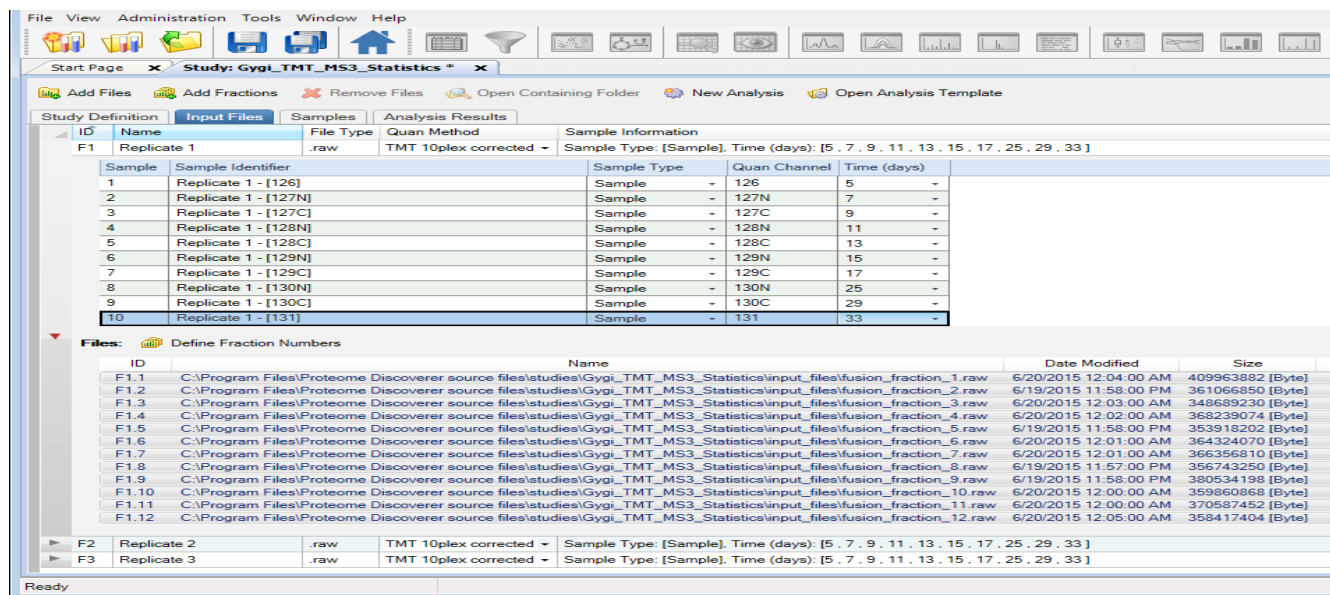 File View Administration Tools Window Help
Start Page x Study: Gygi_TMT_MS3_Statistics * x
Add Files Add Fractions Remove Files Open Containing Folder New Analysis Open Analysis Template
Study Definition Input Files Samples Analysis Results
ID Name File Type Quan Method Sample Information
F1 Replicate 1 .raw TMT 10plex corrected Sample Type: [Sample], Time (days): [5 , 7 , 9 , 11 , 13 , 15 , 17 , 25 , 29 , 33 ]
Sample Sample Identifier Sample Type Quan Channel Time (days)
1 Replicate 1 - [126] Sample 126 5
2 Replicate 1 - [127N] Sample 127N 7
3 Replicate 1 - [127C] Sample 127C 9
4 Replicate 1 - [128N] Sample 128N 11
5 Replicate 1 - [128C] Sample 128C 13
6 Replicate 1 - [129N] Sample 129N 15
7 Replicate 1 - [129C] Sample 129C 17
8 Replicate 1 - [130N] Sample 130N 25
9 Replicate 1 - [130C] Sample 130C 29
10 Replicate 1 - [131] Sample 131 33
Files: Define Fraction Numbers
ID Name Date Modified Size
F1.1 C:\Program Files\Proteome Discoverer source files\studies\Gygi_TMT_MS3_Statistics\input_files\fusion_fraction_1.raw 6/20/2015 12:04:00 AM 409963882 [Byte]
F1.2 C:\Program Files\Proteome Discoverer source files\studies\Gygi_TMT_MS3_Statistics\input_files\fusion_fraction_2.raw 6/19/2015 11:58:00 PM 361066850 [Byte]
F1.3 C:\Program Files\Proteome Discoverer source files\studies\Gygi_TMT_MS3_Statistics\input_files\fusion_fraction_3.raw 6/20/2015 12:03:00 AM 348689230 [Byte]
F1.4 C:\Program Files\Proteome Discoverer source files\studies\Gygi_TMT_MS3_Statistics\input_files\fusion_fraction_4.raw 6/20/2015 12:02:00 AM 368239074 [Byte]
F1.5 C:\Program Files\Proteome Discoverer source files\studies\Gygi_TMT_MS3_Statistics\input_files\fusion_fraction_5.raw 6/19/2015 11:58:00 PM 353918202 [Byte]
F1.6 C:\Program Files\Proteome Discoverer source files\studies\Gygi_TMT_MS3_Statistics\input_files\fusion_fraction_6.raw 6/20/2015 12:01:00 AM 364324070 [Byte]
F1.7 C:\Program Files\Proteome Discoverer source files\studies\Gygi_TMT_MS3_Statistics\input_files\fusion_fraction_7.raw 6/20/2015 12:01:00 AM 366356810 [Byte]
F1.8 C:\Program Files\Proteome Discoverer source files\studies\Gygi_TMT_MS3_Statistics\input_files\fusion_fraction_8.raw 6/19/2015 11:57:00 PM 356743250 [Byte]
F1.9 C:\Program Files\Proteome Discoverer source files\studies\Gygi_TMT_MS3_Statistics\input_files\fusion_fraction_9.raw 6/19/2015 11:58:00 PM 380534198 [Byte]
F1.10 C:\Program Files\Proteome Discoverer source files\studies\Gygi_TMT_MS3_Statistics\input_files\fusion_fraction_10.raw 6/20/2015 12:00:00 AM 359860868 [Byte]
F1.11 C:\Program Files\Proteome Discoverer source files\studies\Gygi_TMT_MS3_Statistics\input_files\fusion_fraction_11.raw 6/20/2015 12:00:00 AM 370587452 [Byte]
F1.12 C:\Program Files\Proteome Discoverer source files\studies\Gygi_TMT_MS3_Statistics\input_files\fusion_fraction_12.raw 6/20/2015 12:05:00 AM 358417404 [Byte]
F2 Replicate 2 .raw TMT 10plex corrected Sample Type: [Sample], Time (days): [5 , 7 , 9 , 11 , 13 , 15 , 17 , 25 , 29 , 33 ]
F3 Replicate 3 .raw TMT 10plex corrected Sample Type: [Sample], Time (days): [5 , 7 , 9 , 11 , 13 , 15 , 17 , 25 , 29 , 33 ]
Ready